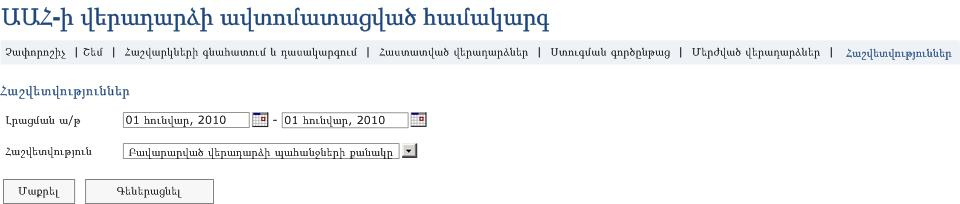 ԱԱՀ-ի վերադարձի ավտոմատացված համակարգ
Չափորոշիչ | Շեմ | Հաշվարկների գնահատում և դասակարգում | Հաստատված վերադարձներ | Ստուգման գործընթաց | Մերժված վերադարձներ | Հաշվետվություններ
Հաշվետվություններ
Լրացման ա/թ 01 հունվար, 2010 - 01 հունվար, 2010
Հաշվետվություն Բավարարված վերադարձի պահանջների քանակը
Մաքրել Գեներացնել